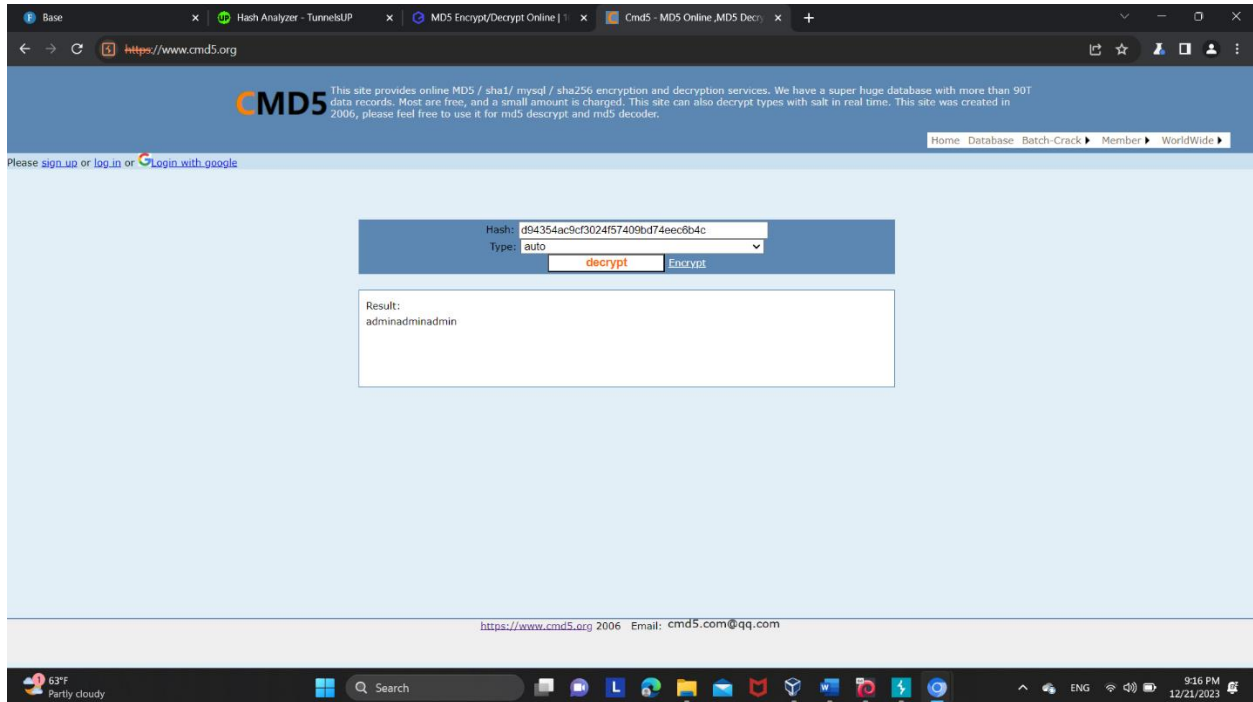 Base
Hash Analyzer - TunnelsUP
MD5 Encrypt/Decrypt Online |
Cmd5 - MD5 Online ,MD5 Decry
https://www.cmd5.org
CMD5
This site provides online MD5 / sha1/ mysql / sha256 encryption and decryption services. We have a super huge database with more than 90T
data records. Most are free, and a small amount is charged. This site can also decrypt types with salt in real time. This site was created in
2006, please feel free to use it for md5 descrypt and md5 decoder.
Home Database Batch-Crack Member WorldWide
Please sign up or log in or GLogin with google
Hash: d94354ac9cf3024f57409bd74eec6b4c
Type: auto
decrypt Encrypt
Result:
adminadminadmin
https://www.cmd5.org 2006 Email: cmd5.com@qq.com
1
63°F
Partly cloudy
Search
ENG
9:16 PM
12/21/2023